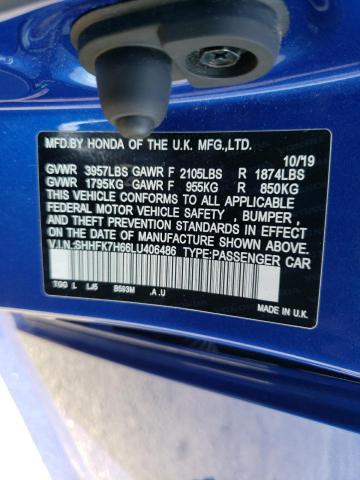 MFD.BY HONDA OF THE U.K. MFG.,LTD.
10/19
GVWR 3957LBS GAWR F 2105LBS R 1874LBS
GVWR 1795KG GAWR F 955KG R 850KG
THIS VEHICLE CONFORMS TO ALL APPLICABLE
FEDERAL MOTOR VEHICLE SAFETY , BUMPER ,
AND THEFT PREVENTION STANDARDS IN EFFECT
ON THE DATE OF MANUFACTURE SHOWN ABOVE.
V.I.N.:SHHFK7H66LU406486 TYPE:PASSENGER CAR
TGG L LJ5 B593M .A.U
MADE IN U.K.